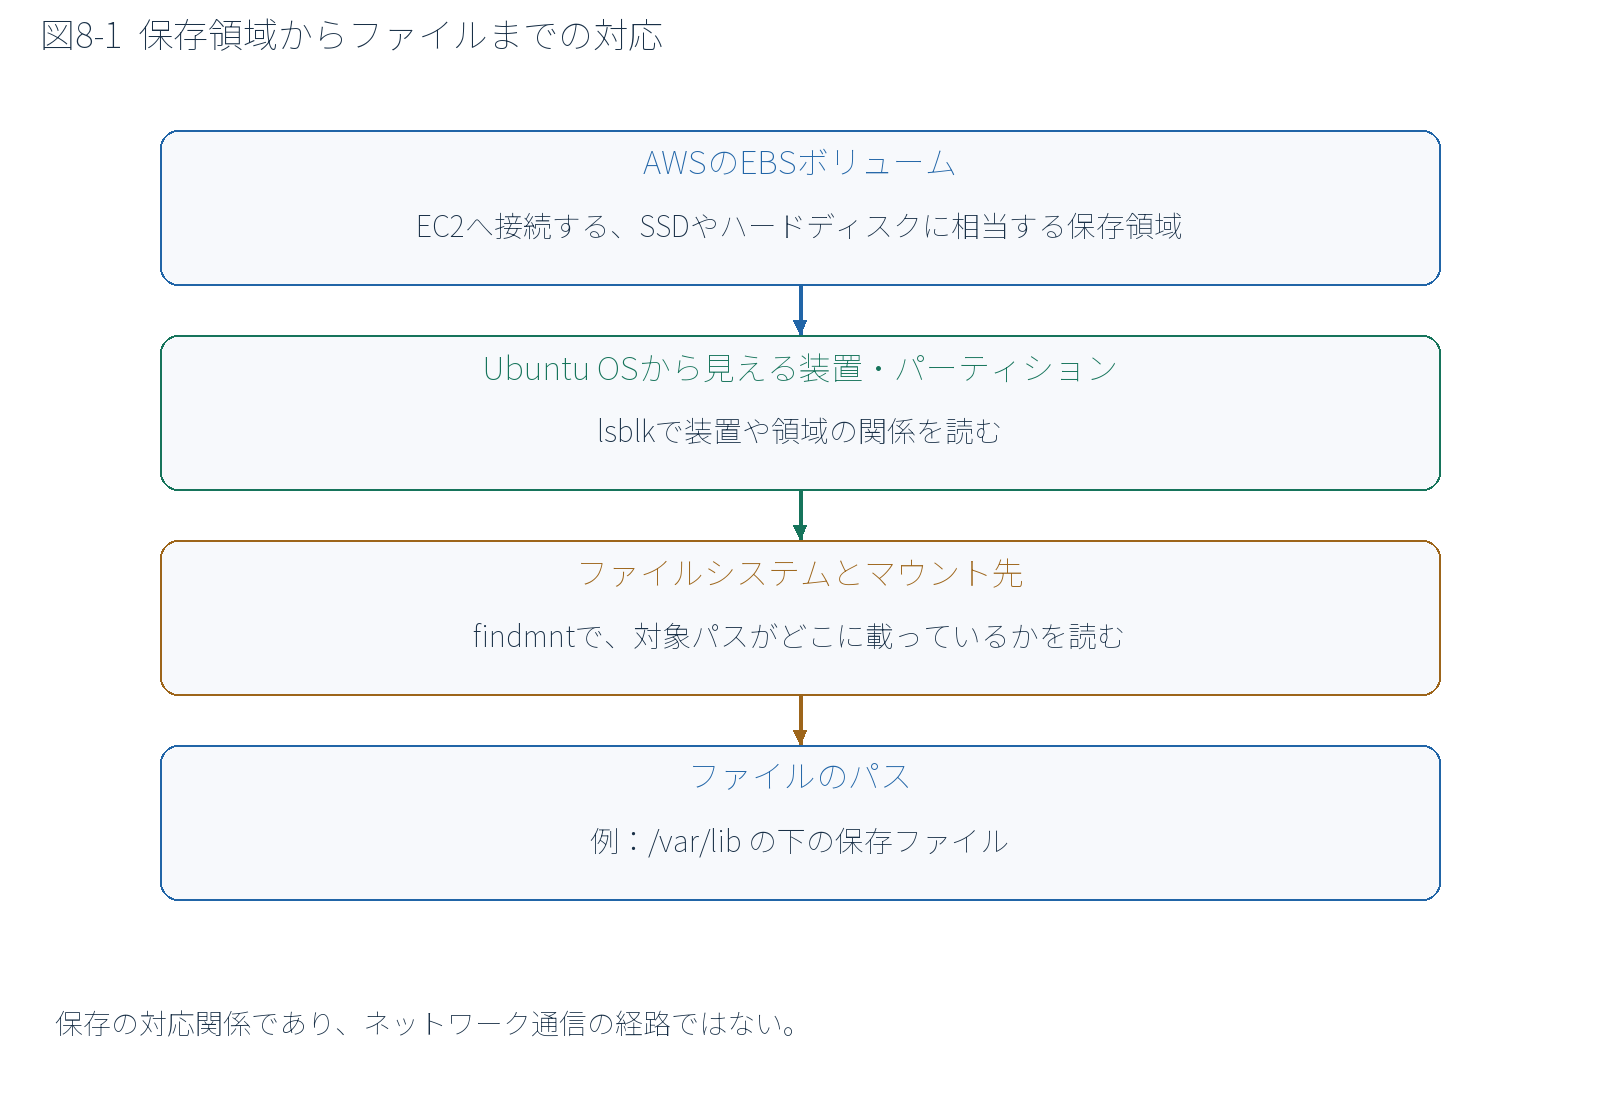 図8-1 保存領域からファイルまでの対応
AWSのEBSボリューム
EC2へ接続する、SSDやハードディスクに相当する保存領域
Ubuntu OSから見える装置・パーティション
lsblkで装置や領域の関係を読む
ファイルシステムとマウント先
findmntで、対象パスがどこに載っているかを読む
ファイルのパス
例：/var/lib の下の保存ファイル
保存の対応関係であり、ネットワーク通信の経路ではない。